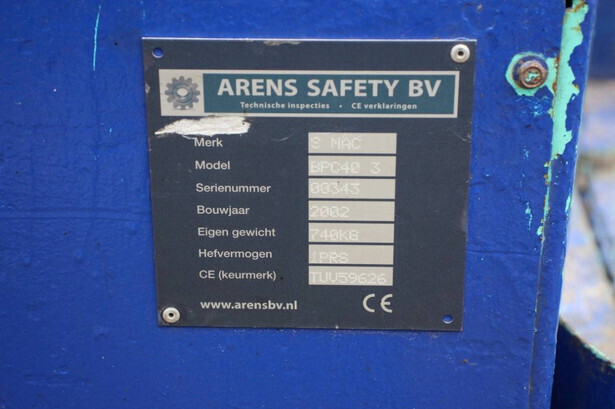 ARENS SAFETY BV
Technische inspecties • CE verklaringen
Merk S MAC
Model BPC40 3
Serienummer 00343
Bouwjaar 2002
Eigen gewicht 740KG
Hefvermogen 1PRS
CE (keurmerk) TUV59626
www.arensbv.nl CE